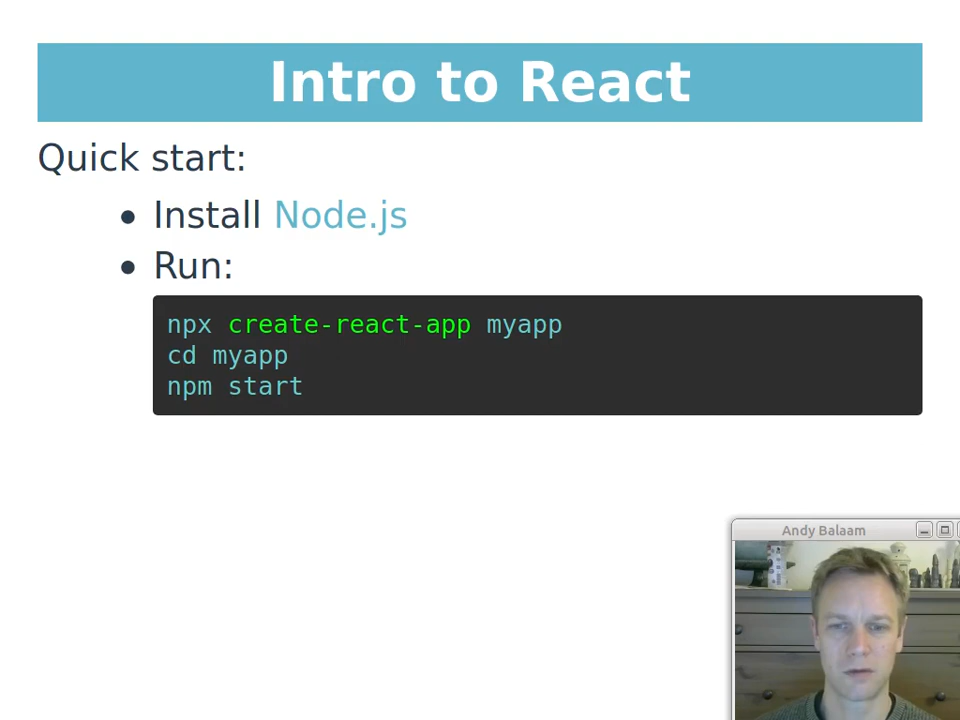 Intro to React
Quick start:
• Install Node.js
• Run:
npx create-react-app myapp
cd myapp
npm start
Andy Balaam